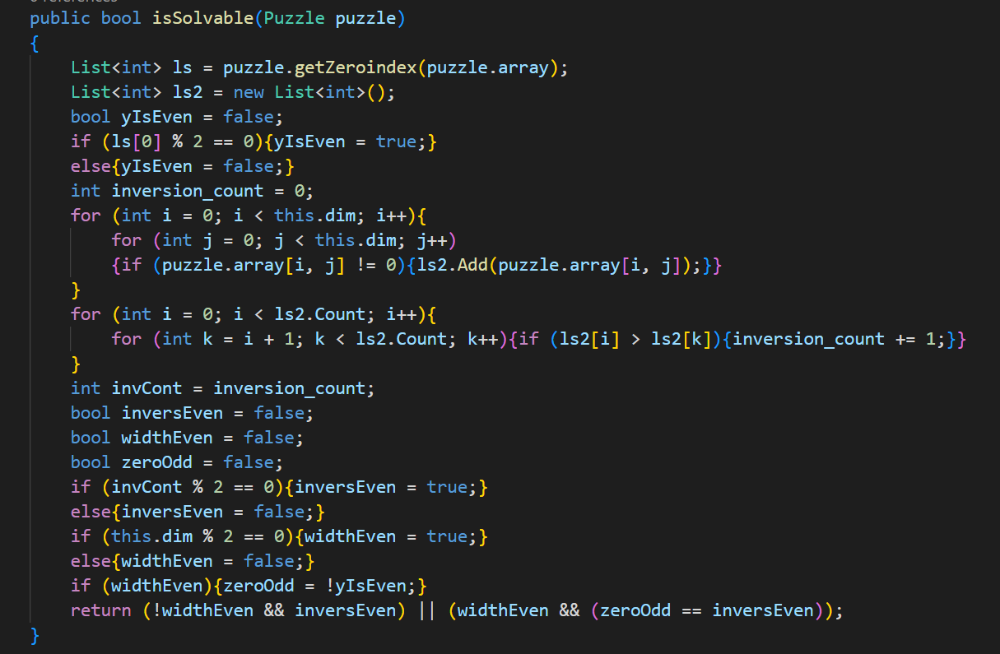 0 references
public bool isSolvable(Puzzle puzzle)
{
    List<int> ls = puzzle.getZeroindex(puzzle.array);
    List<int> ls2 = new List<int>();
    bool yIsEven = false;
    if (ls[0] % 2 == 0){yIsEven = true;}
    else{yIsEven = false;}
    int inversion_count = 0;
    for (int i = 0; i < this.dim; i++){
        for (int j = 0; j < this.dim; j++)
        {if (puzzle.array[i, j] != 0){ls2.Add(puzzle.array[i, j]);}}
    }
    for (int i = 0; i < ls2.Count; i++){
        for (int k = i + 1; k < ls2.Count; k++){if (ls2[i] > ls2[k]){inversion_count += 1;}}
    }
    int invCont = inversion_count;
    bool inversEven = false;
    bool widthEven = false;
    bool zeroOdd = false;
    if (invCont % 2 == 0){inversEven = true;}
    else{inversEven = false;}
    if (this.dim % 2 == 0){widthEven = true;}
    else{widthEven = false;}
    if (widthEven){zeroOdd = !yIsEven;}
    return (!widthEven && inversEven) || (widthEven && (zeroOdd == inversEven));
}